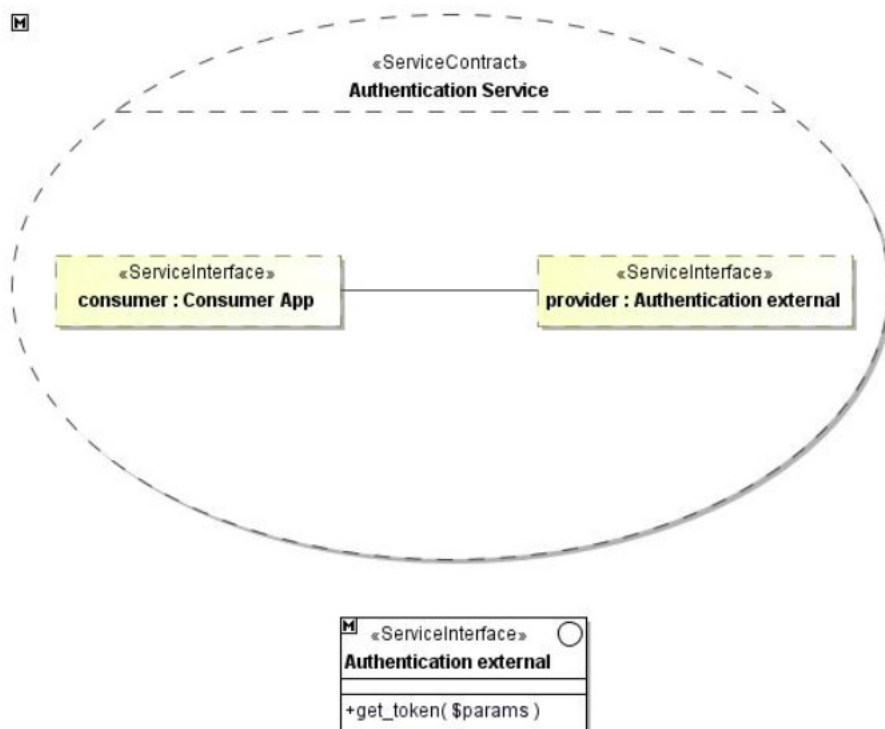 M
«ServiceContract»
Authentication Service
«ServiceInterface»
consumer : Consumer App
«ServiceInterface»
provider : Authentication external
M
«ServiceInterface»
Authentication external
+get_token( $params )